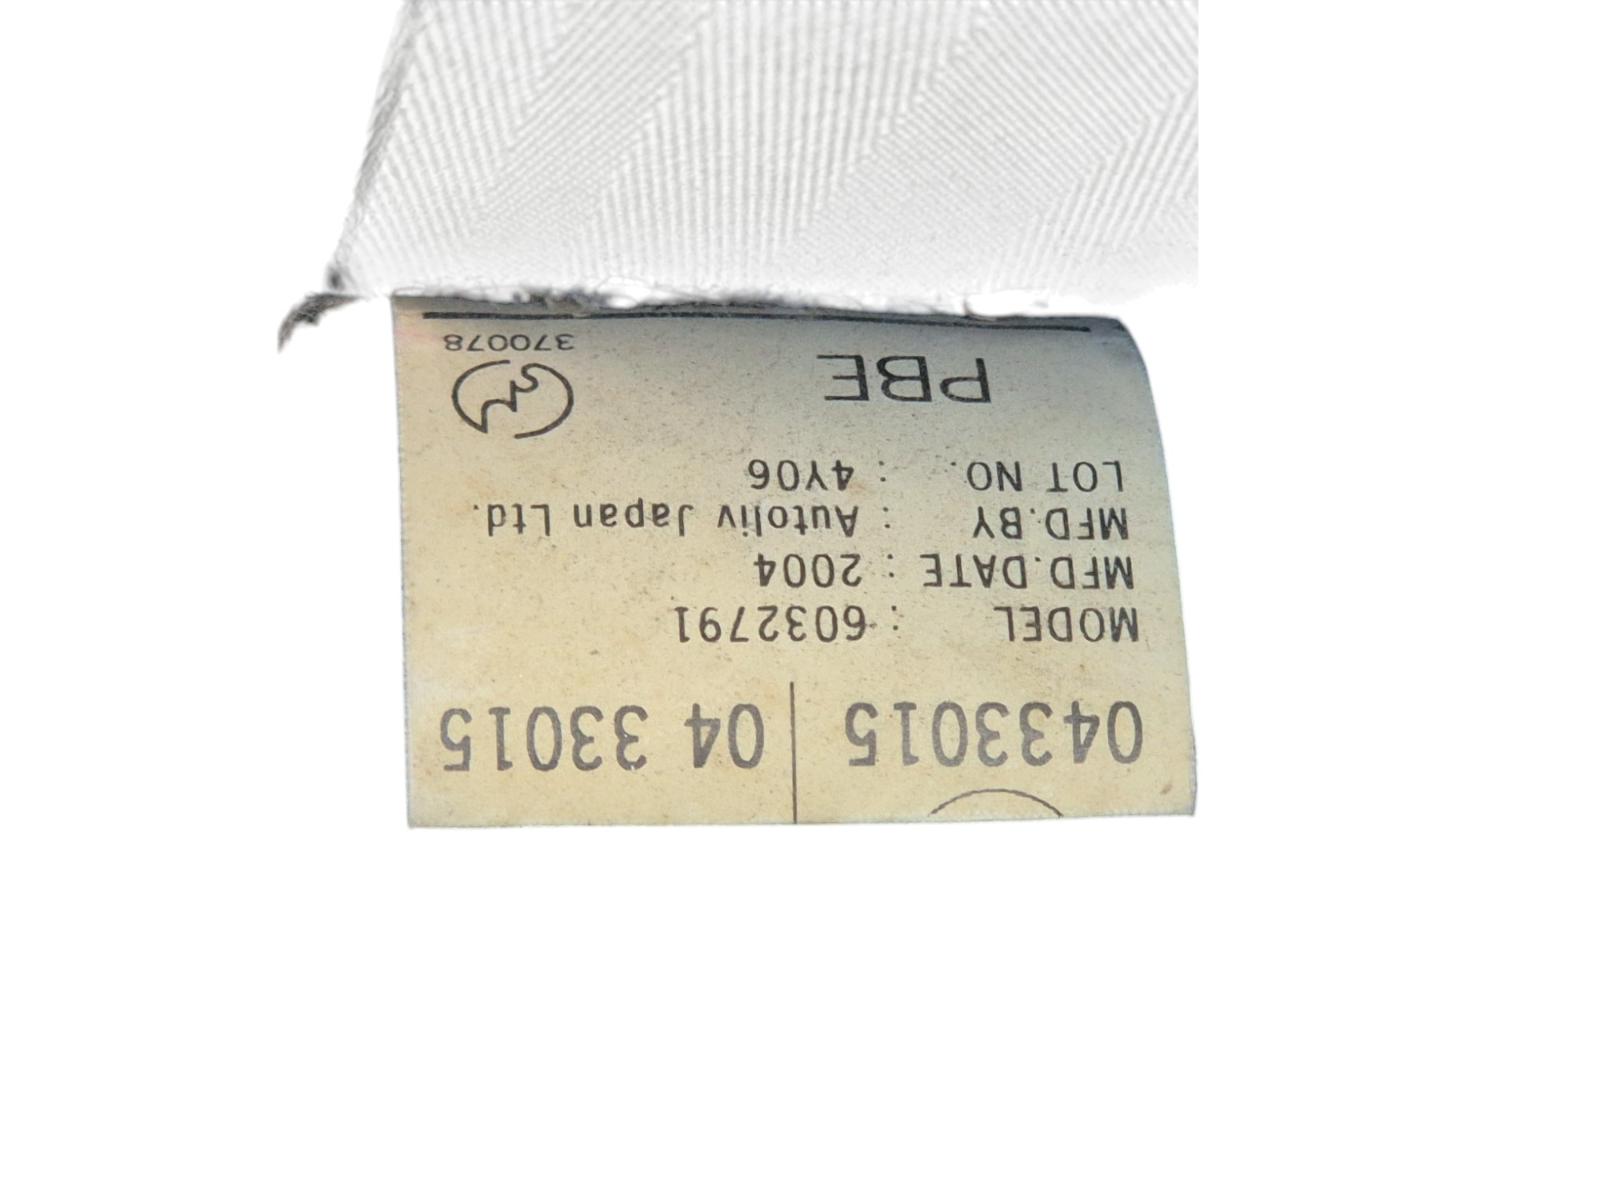 0433015 04 33015
MODEL : 6032791
MFD.DATE : 2004
MFD.BY : Autoliv Japan Ltd.
LOT NO. : 4Y06
PBE
370078